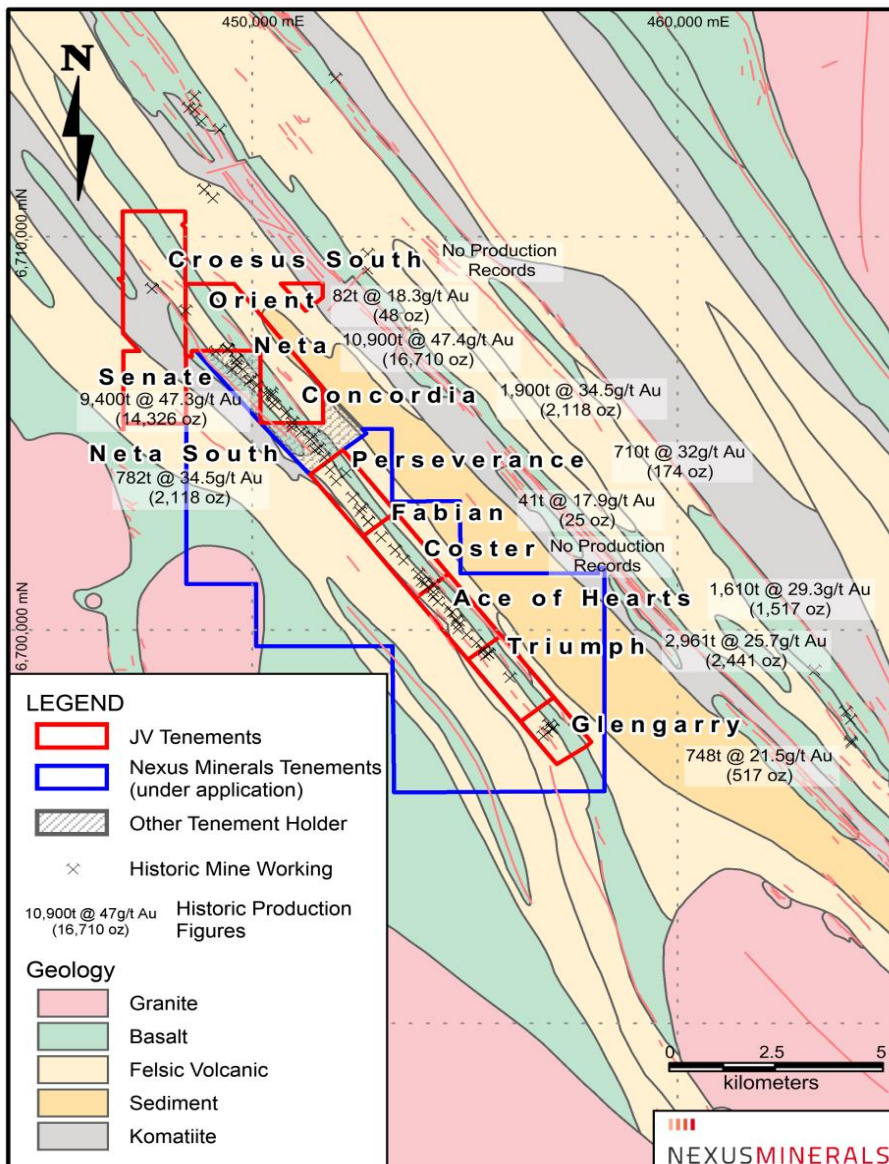 450,000 mE
460,000 mE
N
6,710,000 mN
Croesus South
No Production
Records
Orient
82t @ 18.3g/t Au
(48 oz)
Neta
10,900t @ 47.4g/t Au
(16,710 oz)
Senate
9,400t @ 47.3g/t Au
(14,326 oz)
Concordia
1,900t @ 34.5g/t Au
(2,118 oz)
Neta South
782t @ 34.5g/t Au
(2,118 oz)
Perseverance
710t @ 32g/t Au
(174 oz)
Fabian
41t @ 17.9g/t Au
(25 oz)
Coster
No Production
Records
Ace of Hearts
1,610t @ 29.3g/t Au
(1,517 oz)
6,700,000 mN
Triumph
2,961t @ 25.7g/t Au
(2,441 oz)
Glengarry
748t @ 21.5g/t Au
(517 oz)
LEGEND
JV Tenements
Nexus Minerals Tenements
(under application)
Other Tenement Holder
Historic Mine Working
10,900t @ 47g/t Au
(16,710 oz)
Historic Production
Figures
Geology
Granite
Basalt
Felsic Volcanic
Sediment
Komatiite
0 2.5 5
kilometers
NEXUSMINERALS